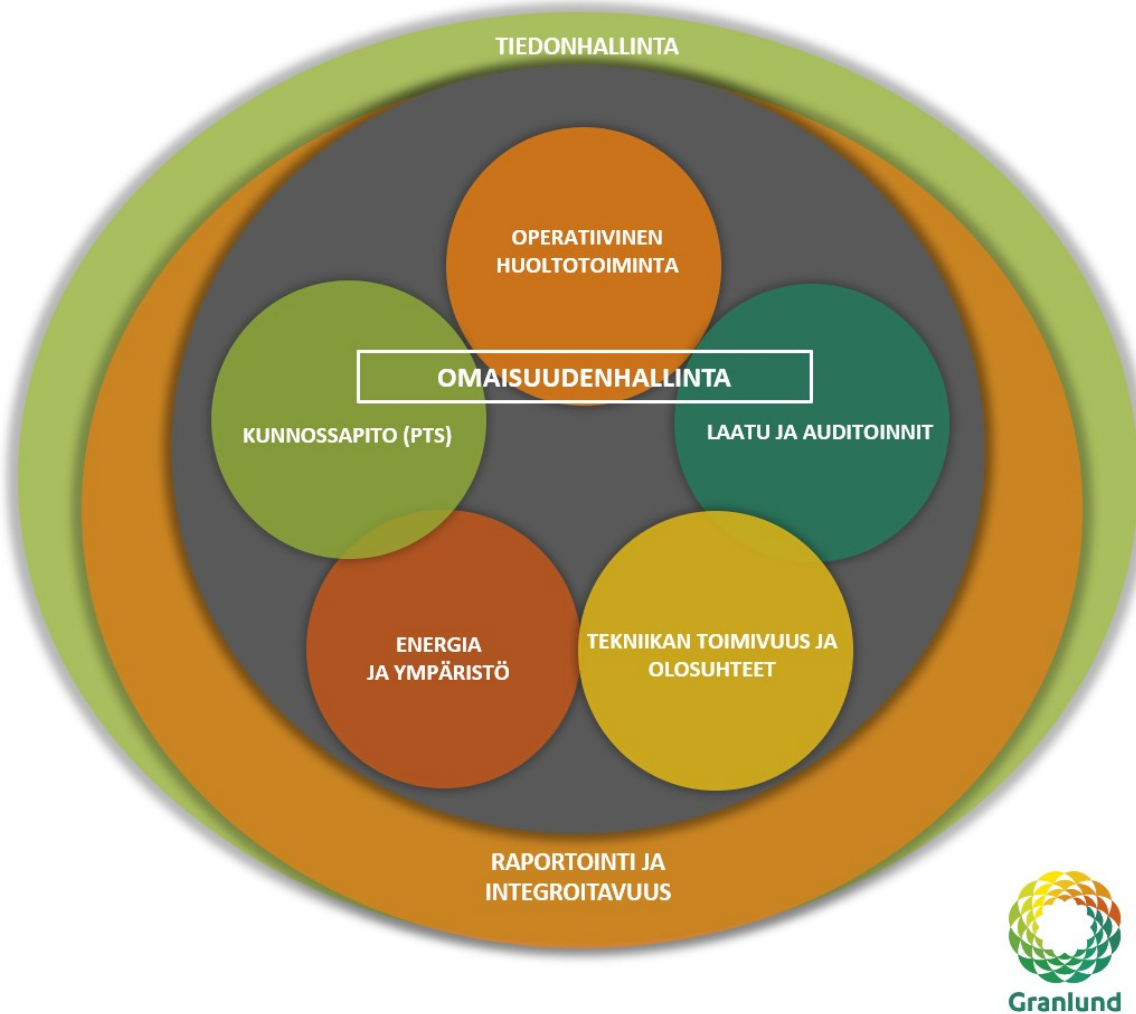 TIEDONHALLINTA
OPERATIIVINEN
HUOLTOTOIMINTA
OMAISUUDENHALLINTA
KUNNOSSAPITO (PTS)
LAATU JA AUDITOINNIT
ENERGIA
JA YMPÄRISTÖ
TEKNIIKAN TOIMIVUUS JA
OLOSUHTEET
RAPORTOINTI JA
INTEGROITAVUUS
Granlund